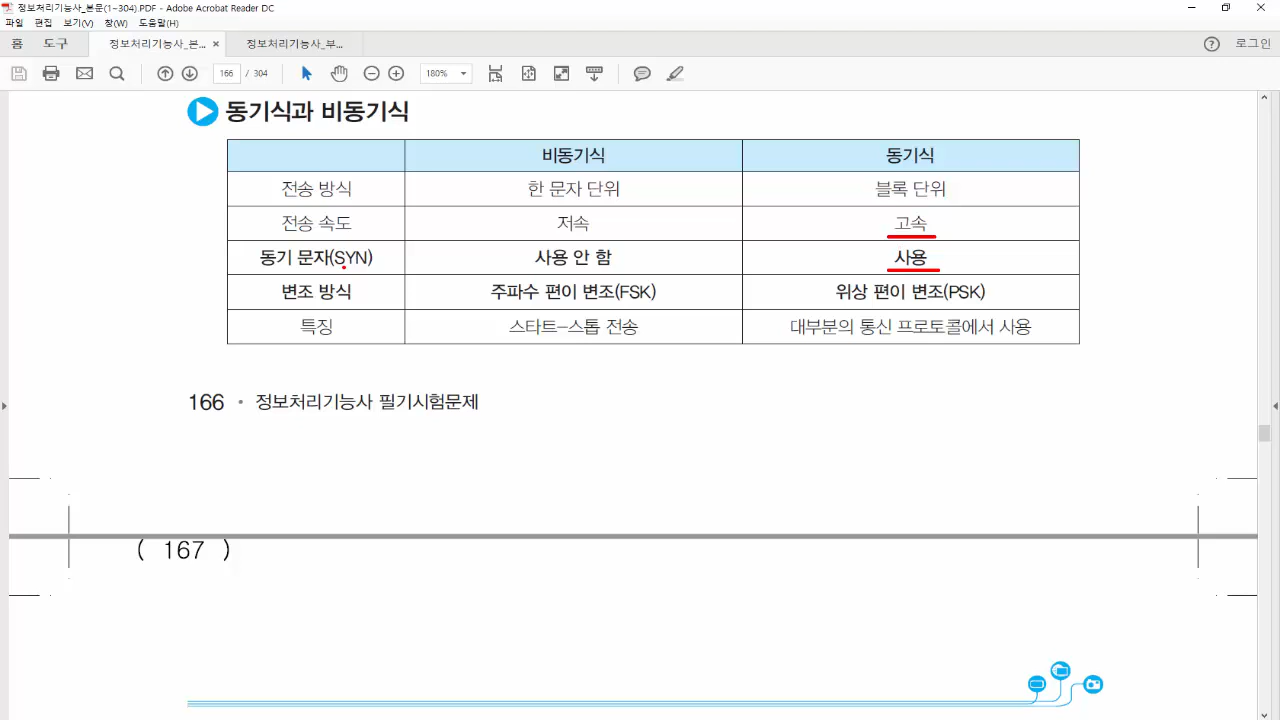 정보처리기능사_본문(1~304).PDF - Adobe Acrobat Reader DC
파일 편집 보기(V) 창(W) 도움말(H)
홈 도구 정보처리기능사_본... × 정보처리기능사_부... ? 로그인
166 / 304 180%
동기식과 비동기식
비동기식 동기식
전송 방식 한 문자 단위 블록 단위
전송 속도 저속 고속
동기 문자(SYN) 사용 안 함 사용
변조 방식 주파수 편이 변조(FSK) 위상 편이 변조(PSK)
특징 스타트-스톱 전송 대부분의 통신 프로토콜에서 사용
166 • 정보처리기능사 필기시험문제
( 167 )